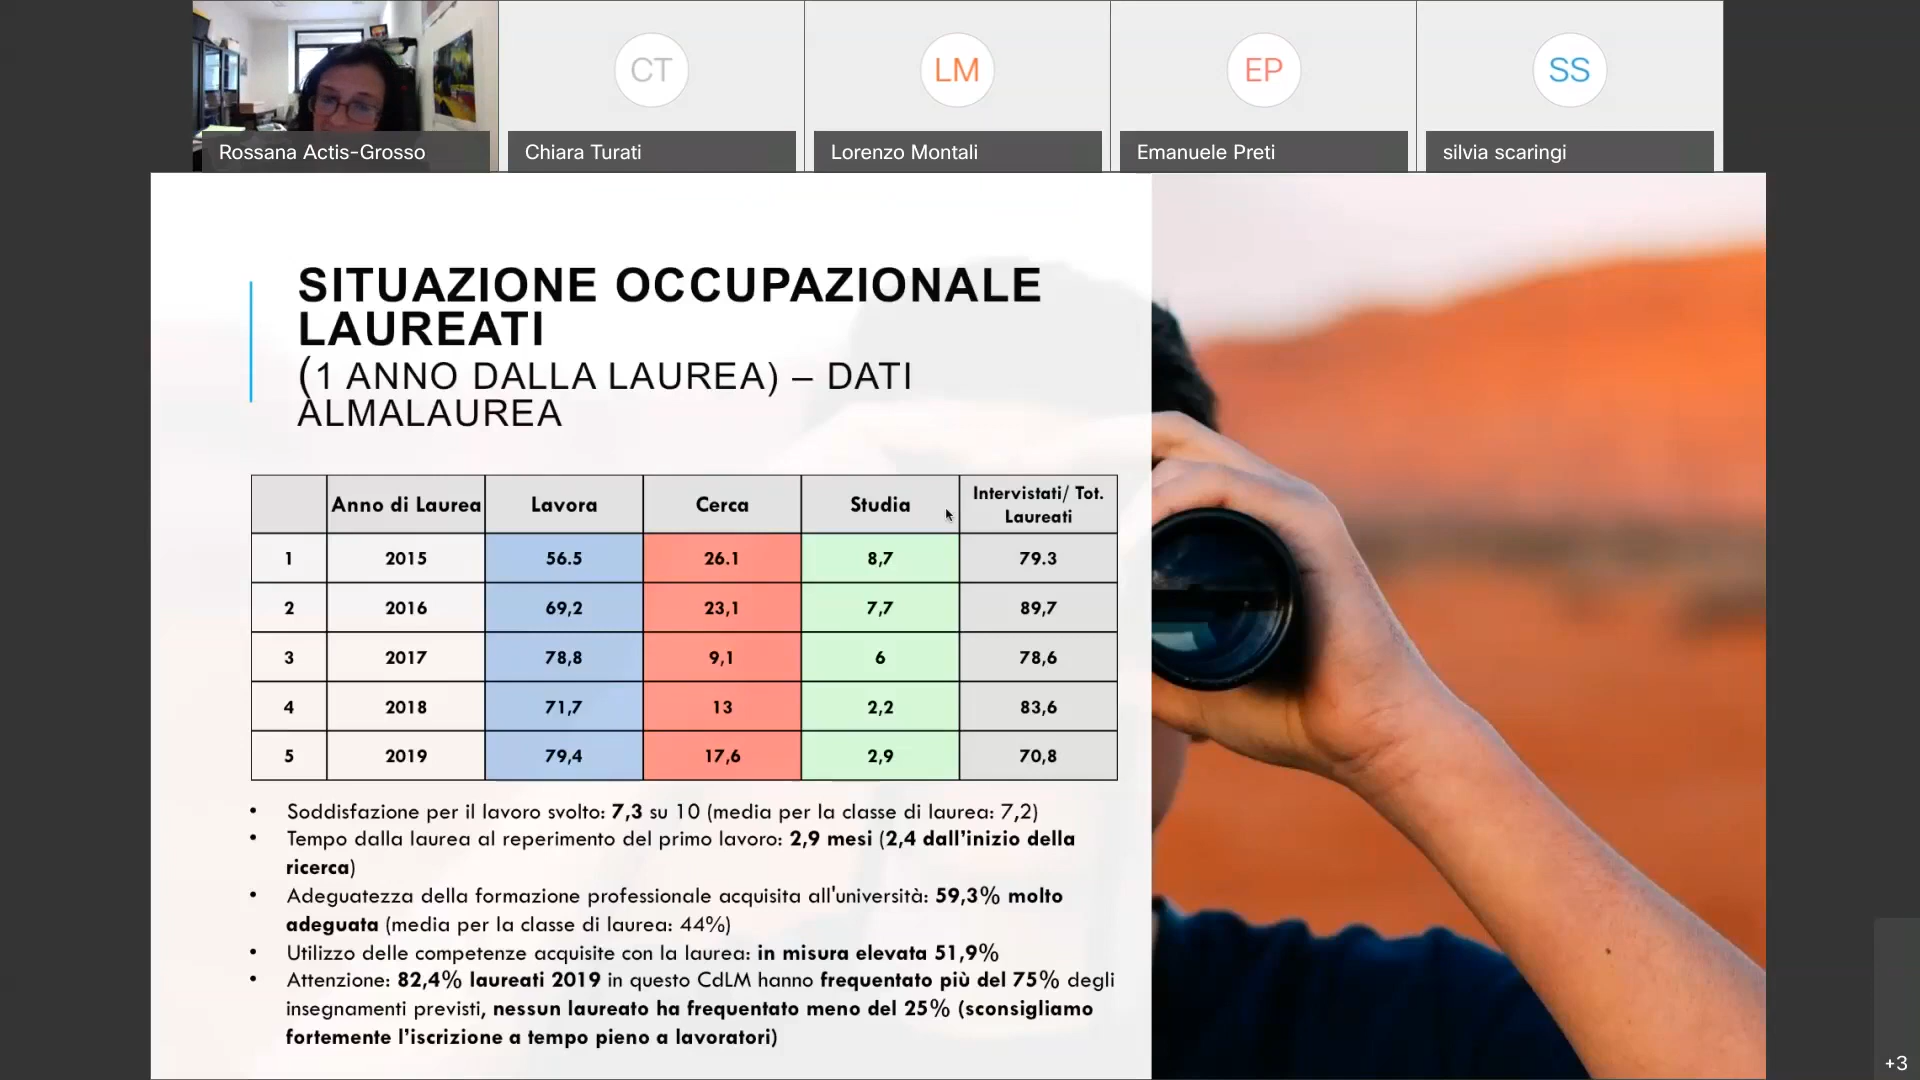 CT
LM
EP
SS
Rossana Actis-Grosso
Chiara Turati
Lorenzo Montali
Emanuele Preti
silvia scaringi
SITUAZIONE OCCUPAZIONALE
LAUREATI
(1 ANNO DALLA LAUREA) – DATI
ALMALAUREA
Anno di Laurea Lavora Cerca Studia Intervistati/ Tot.
Laureati
1 2015 56.5 26.1 8,7 79.3
2 2016 69,2 23,1 7,7 89,7
3 2017 78,8 9,1 6 78,6
4 2018 71,7 13 2,2 83,6
5 2019 79,4 17,6 2,9 70,8
• Soddisfazione per il lavoro svolto: 7,3 su 10 (media per la classe di laurea: 7,2)
• Tempo dalla laurea al reperimento del primo lavoro: 2,9 mesi (2,4 dall'inizio della
ricerca)
• Adeguatezza della formazione professionale acquisita all'università: 59,3% molto
adeguata (media per la classe di laurea: 44%)
• Utilizzo delle competenze acquisite con la laurea: in misura elevata 51,9%
• Attenzione: 82,4% laureati 2019 in questo CdLM hanno frequentato più del 75% degli
insegnamenti previsti, nessun laureato ha frequentato meno del 25% (sconsigliamo
fortemente l'iscrizione a tempo pieno a lavoratori)
+3